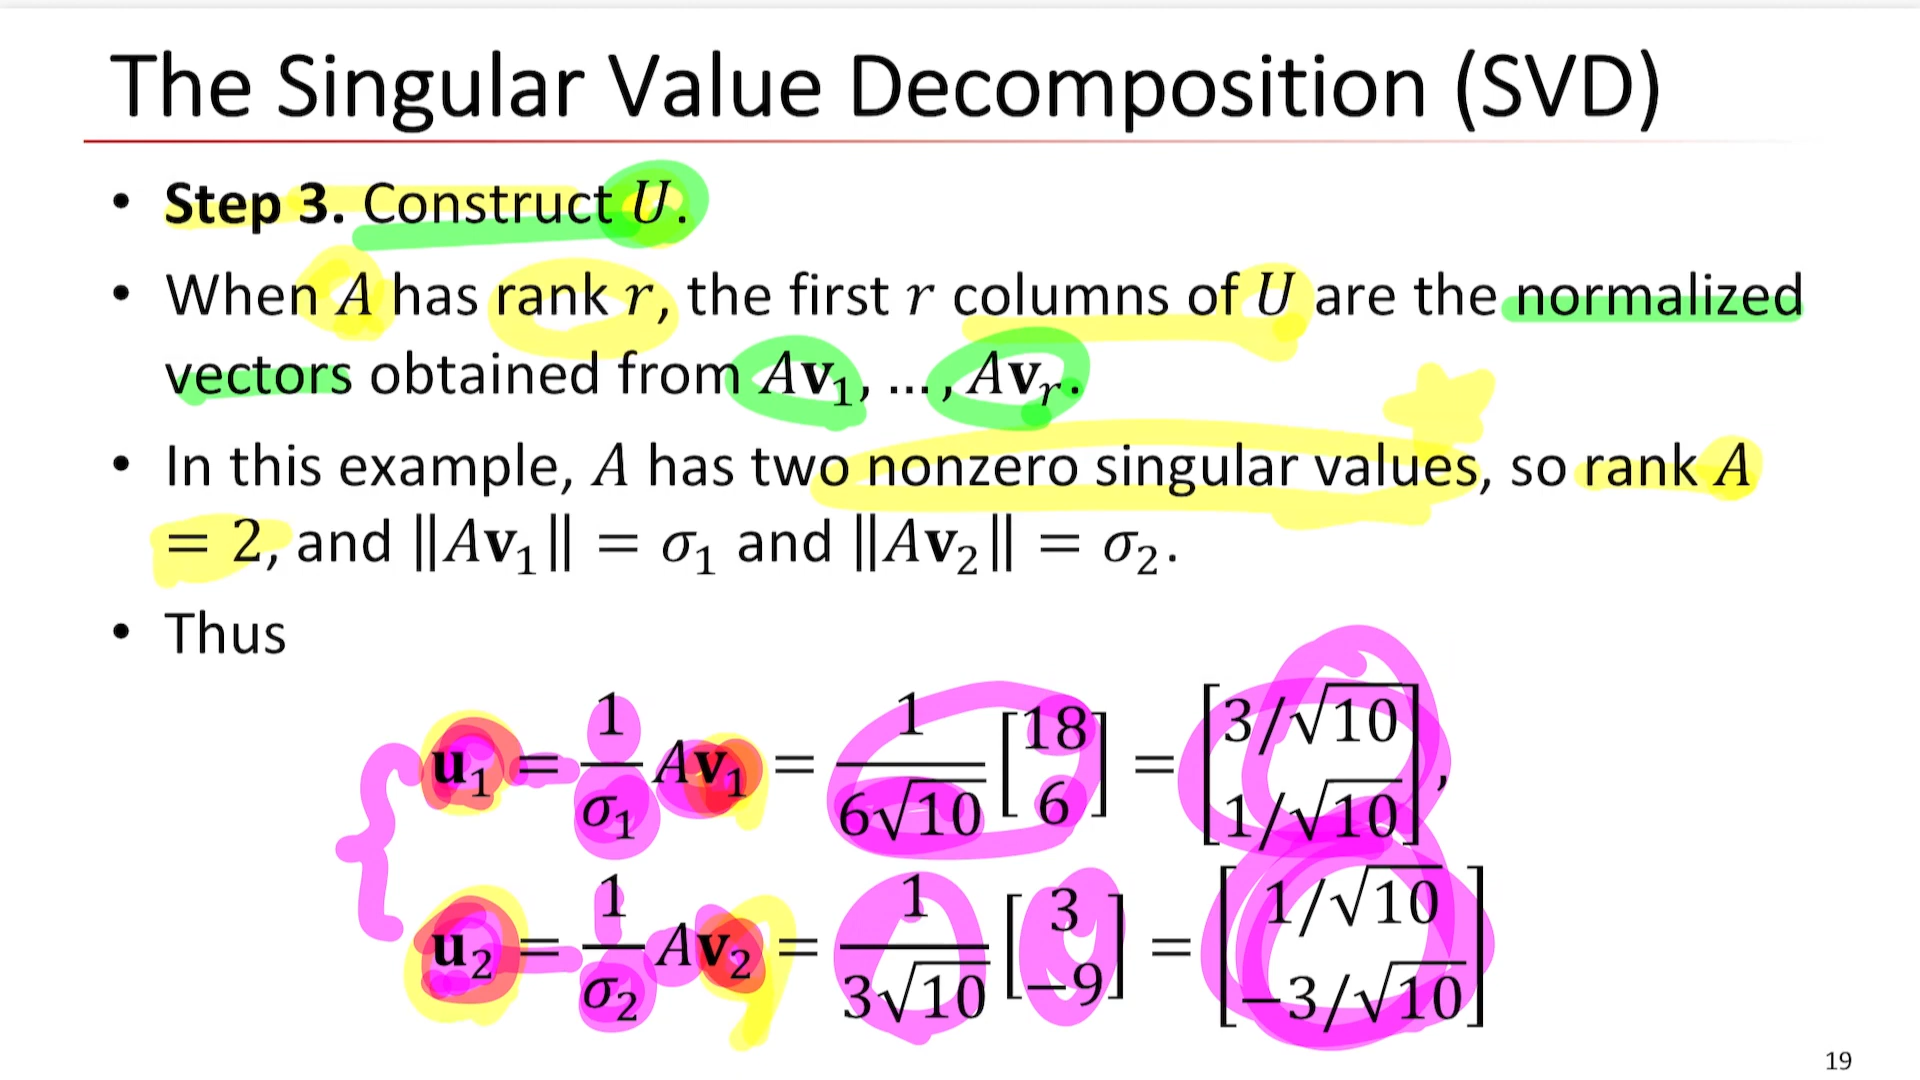 The Singular Value Decomposition (SVD)
• Step 3. Construct U.
• When A has rank r, the first r columns of U are the normalized
vectors obtained from Av₁, …, Avᵣ.
• In this example, A has two nonzero singular values, so rank A
= 2, and ||Av₁|| = σ₁ and ||Av₂|| = σ₂.
• Thus
u₁ = 1/σ₁ Av₁ = 1/(6√10) [18 6] = [3/√10 1/√10],
u₂ = 1/σ₂ Av₂ = 1/(3√10) [3 −9] = [1/√10 −3/√10]
19